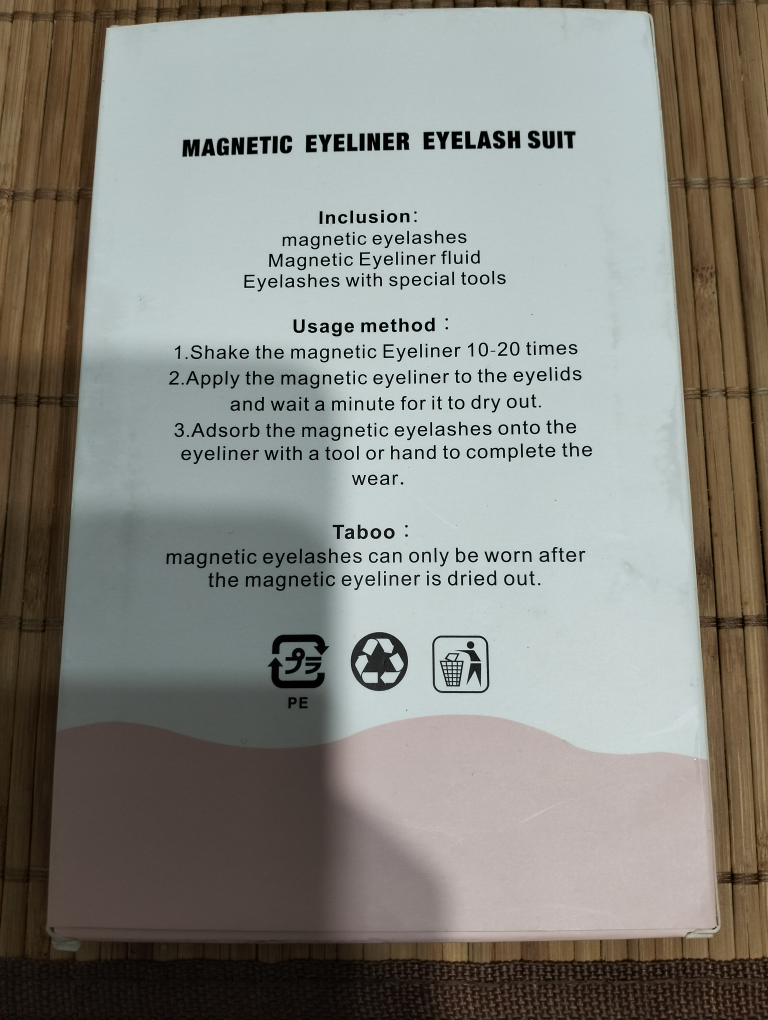 MAGNETIC EYELINER EYELASH SUIT
Inclusion:
magnetic eyelashes
Magnetic Eyeliner fluid
Eyelashes with special tools
Usage method：
1.Shake the magnetic Eyeliner 10-20 times
2.Apply the magnetic eyeliner to the eyelids
and wait a minute for it to dry out.
3.Adsorb the magnetic eyelashes onto the
eyeliner with a tool or hand to complete the
wear.
Taboo：
magnetic eyelashes can only be worn after
the magnetic eyeliner is dried out.
プラ
PE